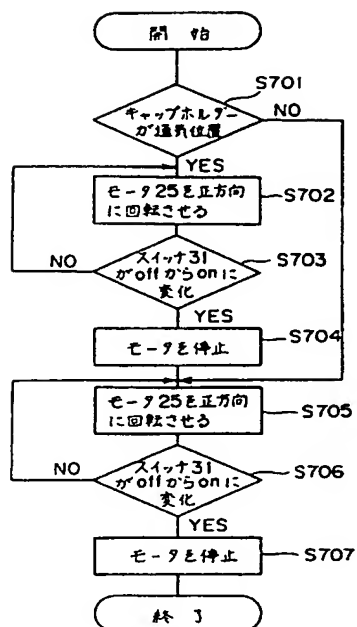 開始
S701
キャップホルダー
が通気位置
NO
YES
モータ25を正方向
に回転させる
S702
スイッチ31
がoffからonに
変化
S703
NO
YES
モータを停止
S704
モータ25を正方向
に回転させる
S705
スイッチ31
がoffからonに
変化
S706
NO
YES
モータを停止
S707
終了